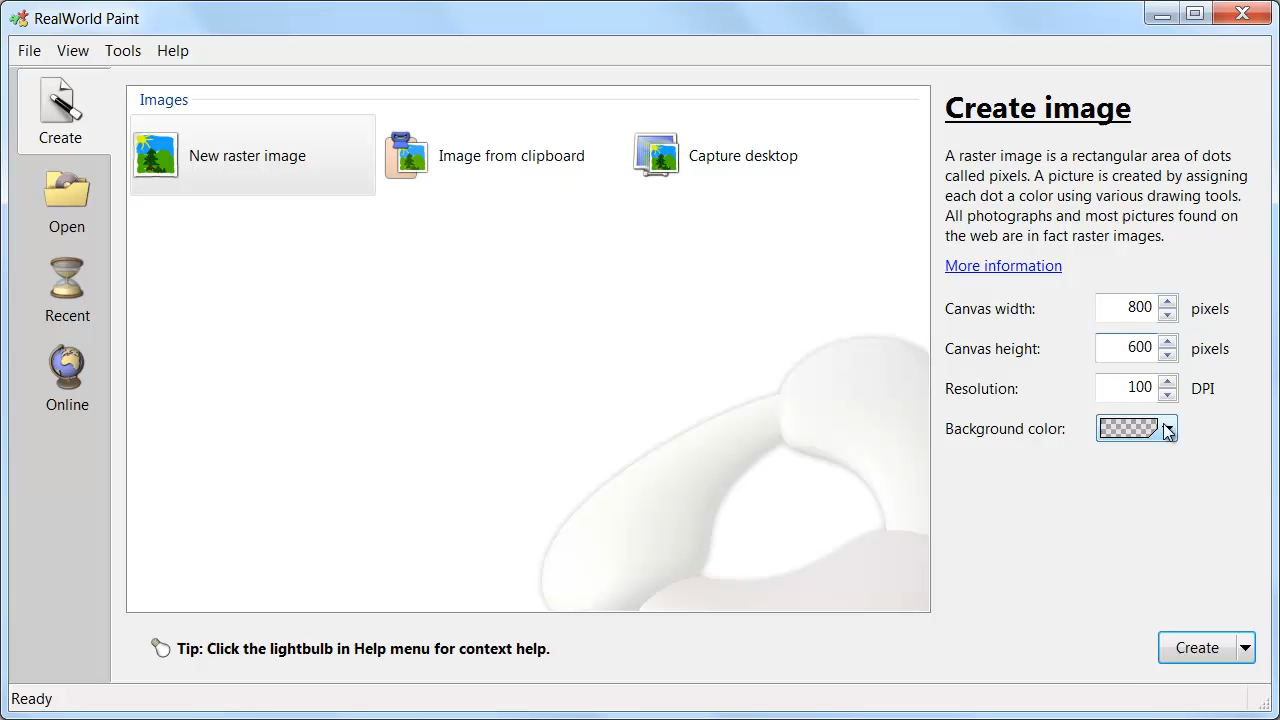 RealWorld Paint
File View Tools Help
Create
Open
Recent
Online
Images
New raster image
Image from clipboard
Capture desktop
Create image
A raster image is a rectangular area of dots
called pixels. A picture is created by assigning
each dot a color using various drawing tools.
All photographs and most pictures found on
the web are in fact raster images.
More information
Canvas width: 800 pixels
Canvas height: 600 pixels
Resolution: 100 DPI
Background color:
Tip: Click the lightbulb in Help menu for context help.
Create
Ready